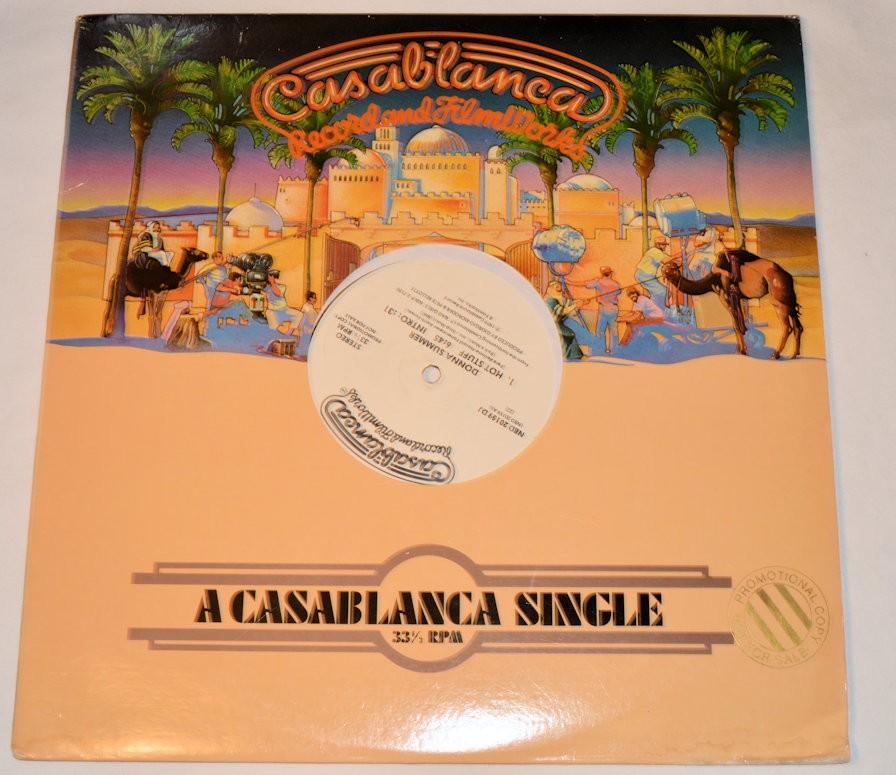 Casablanca
Record and FilmWorks
A CASABLANCA SINGLE
33⅓ RPM
PROMOTIONAL COPY
NOT FOR SALE
Casablanca
Record and FilmWorks
NBD 20159 DJ
STEREO
33⅓ RPM
DONNA SUMMER
1. HOT STUFF 6:45 INTRO: :31